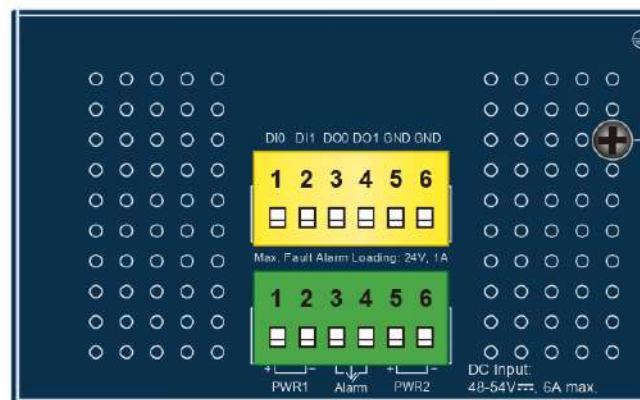 DI0 DI1 DO0 DO1 GND GND
1 2 3 4 5 6
Max. Fault Alarm Loading: 24V, 1A
1 2 3 4 5 6
+ − + −
PWR1 Alarm PWR2
DC Input:
48-54V⎓, 6A max.